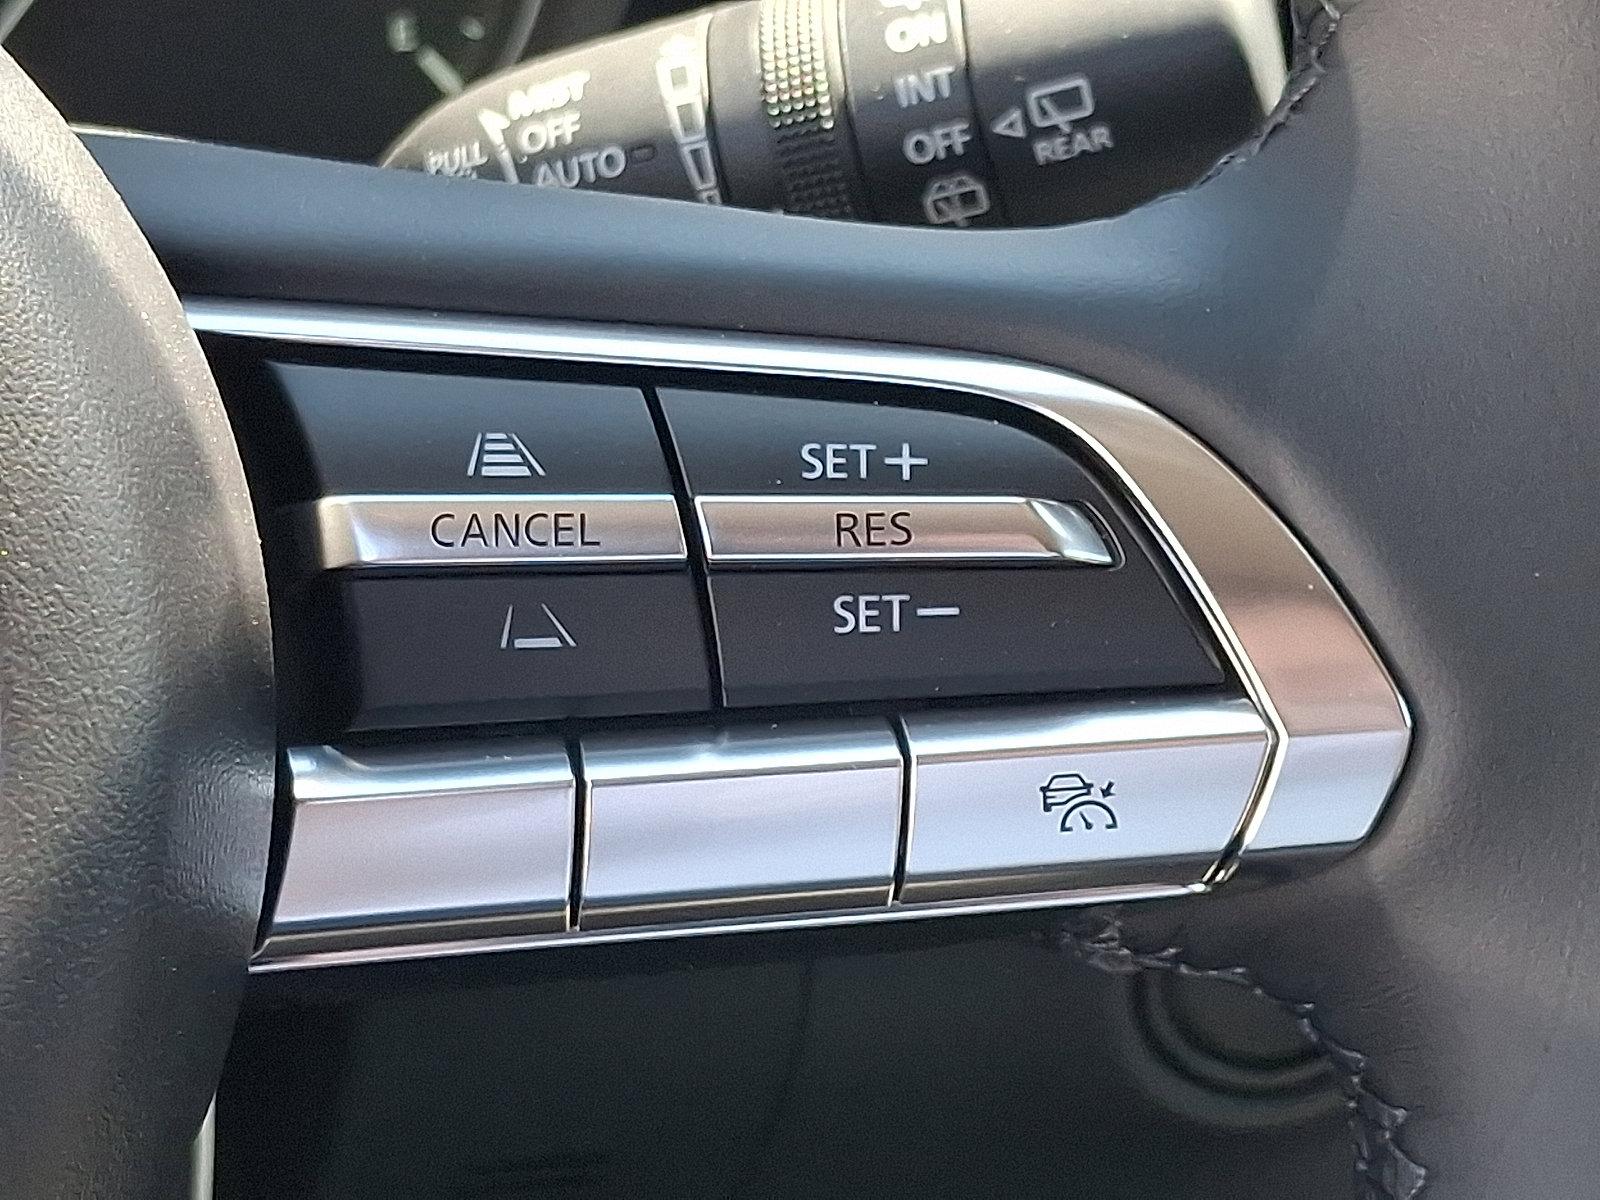 MIST
OFF
AUTO
PULL
ON
INT
OFF
REAR
SET+
CANCEL
RES
SET−